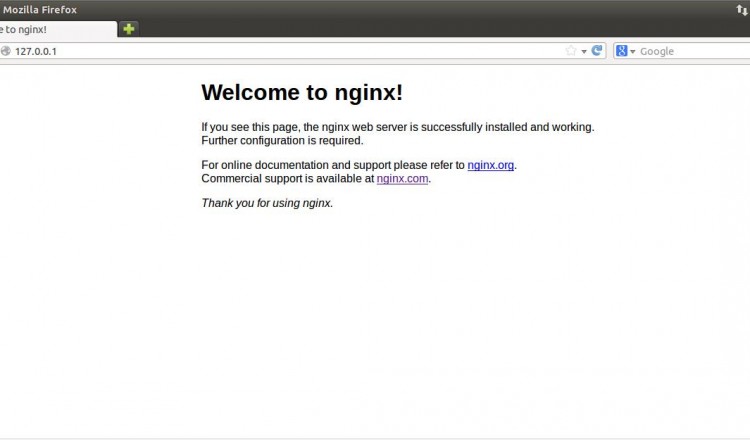 Mozilla Firefox
e to nginx!
127.0.0.1
Google
Welcome to nginx!
If you see this page, the nginx web server is successfully installed and working.
Further configuration is required.
For online documentation and support please refer to nginx.org.
Commercial support is available at nginx.com.
Thank you for using nginx.